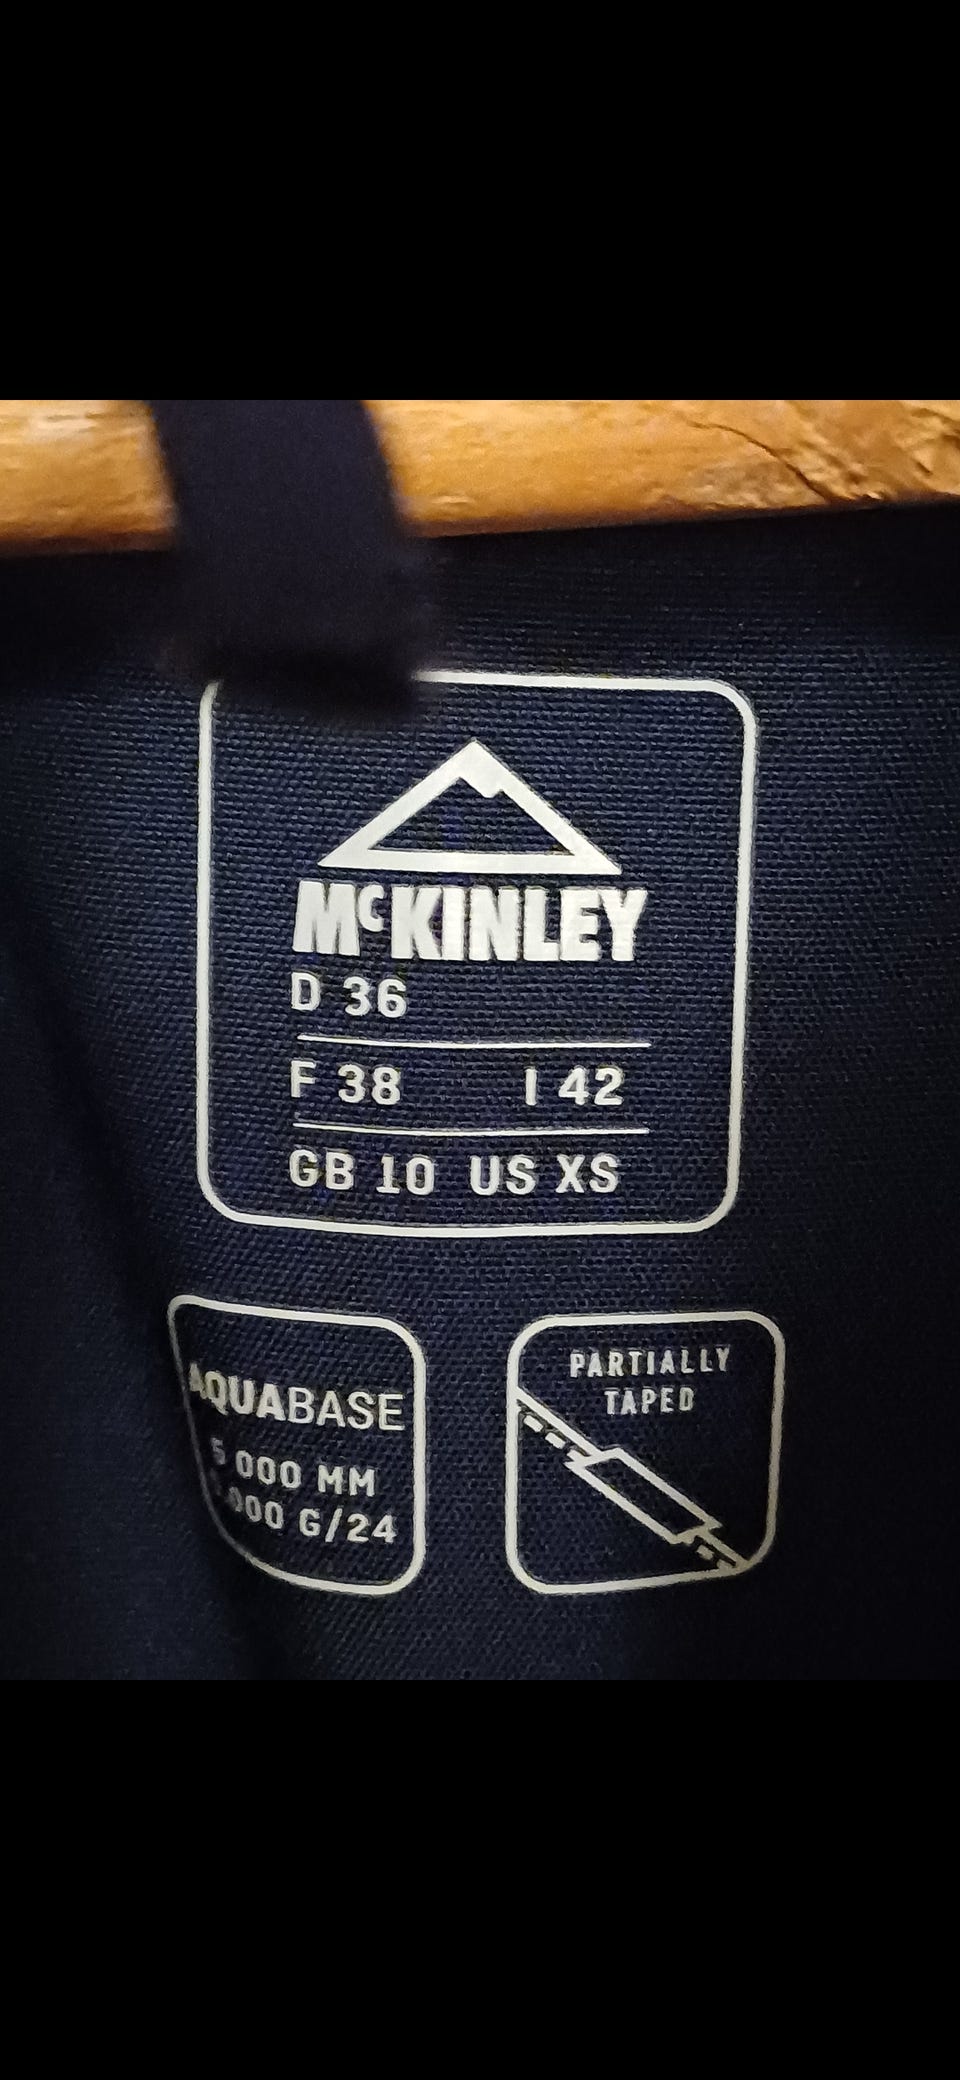 McKINLEY
D 36
F 38 I 42
GB 10 US XS
AQUABASE
5 000 MM
000 G/24
PARTIALLY
TAPED